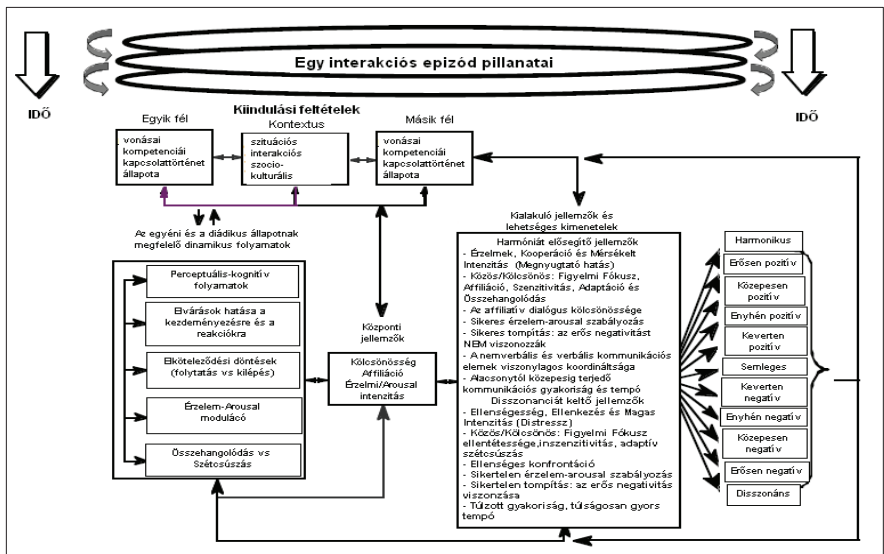 Egy interakciós epizód pillanatai
IDŐ
IDŐ
Kiindulási feltételek
Egyik fél
Kontextus
Másik fél
vonásai
kompetenciái
kapcsolattörténet
állapota
szituációs
interakciós
szocio-
kulturális
vonásai
kompetenciái
kapcsolattörténet
állapota
Az egyéni és a diádikus állapotnak
megfelelő dinamikus folyamatok
Perceptuális-kognitív
folyamatok
Elvárások hatása a
kezdeményezésre és a
reakciókra
Elköteleződési döntések
(folytatás vs kilépés)
Érzelem-Arousal
moduláció
Összehangolódás vs
Szétcsúszás
Központi
jellemzők
Kölcsönösség
Affiliáció
Érzelmi/Arousal
intenzitás
Kialakuló jellemzők és
lehetséges kimenetelek
Harmóniát elősegítő jellemzők
- Érzelmek, Kooperáció és Mérsékelt
Intenzitás (Megnyugtató hatás)
- Közös/Kölcsönös: Figyelmi Fókusz,
Affiliáció, Szenzitivitás, Adaptáció és
Összehangolódás
- Az affiliatív dialógus kölcsönössége
- Sikeres érzelem-arousal szabályozás
- Sikeres tompítás: az erős negativitást
NEM viszonozzák
- A nemverbális és verbális kommunikációs
elemek viszonylagos koordináltsága
- Alacsonytól közepesig terjedő
kommunikációs gyakoriság és tempó
Disszonanciát keltő jellemzők
- Ellenségesség, Ellenkezés és Magas
Intenzitás (Distressz)
- Közös/Kölcsönös: Figyelmi Fókusz
ellentétessége,inszenzitivitás, adaptív
szétcsúszás
- Ellenséges konfrontáció
- Sikertelen érzelem-arousal szabályozás
- Sikertelen tompítás: az erős negativitás
viszonzása
- Túlzott gyakoriság, túlságosan gyors
tempó
Harmonikus
Erősen pozitív
Közepesen
pozitív
Enyhén pozitív
Keverten
pozitív
Semleges
Keverten
negatív
Enyhén negatív
Közepesen
negatív
Erősen negatív
Disszonáns